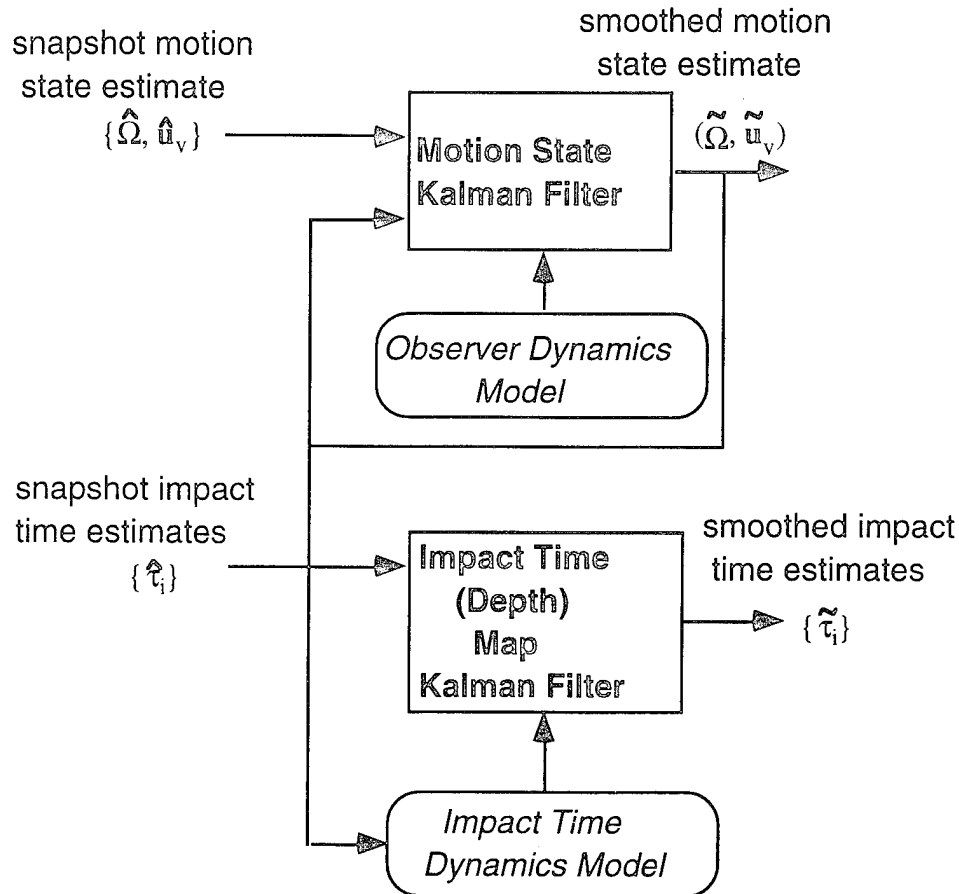 snapshot motion
state estimate
{Ω̂, û_v}
smoothed motion
state estimate
(Ω̃, ũ_v)
Motion State
Kalman Filter
Observer Dynamics
Model
snapshot impact
time estimates
{τ̂_i}
Impact Time
(Depth)
Map
Kalman Filter
smoothed impact
time estimates
{τ̃_i}
Impact Time
Dynamics Model